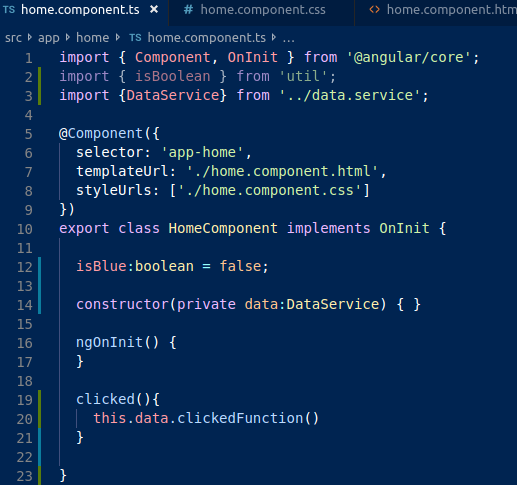 TS home.component.ts × # home.component.css <> home.component.htm
src › app › home › TS home.component.ts › ...
1 import { Component, OnInit } from '@angular/core';
2 import { isBoolean } from 'util';
3 import {DataService} from '../data.service';
4
5 @Component({
6   selector: 'app-home',
7   templateUrl: './home.component.html',
8   styleUrls: ['./home.component.css']
9 })
10 export class HomeComponent implements OnInit {
11
12   isBlue:boolean = false;
13
14   constructor(private data:DataService) { }
15
16   ngOnInit() {
17   }
18
19   clicked(){
20     this.data.clickedFunction()
21   }
22
23 }